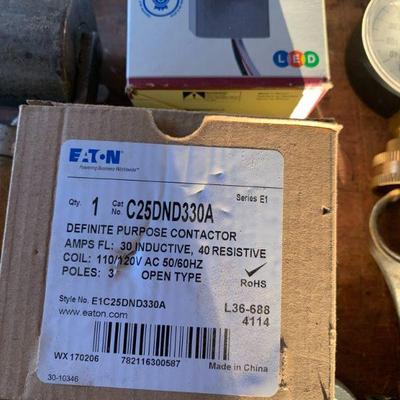 LED
EATON
Powering Business Worldwide
Series E1
Qty. 1 Cat No. C25DND330A
DEFINITE PURPOSE CONTACTOR
AMPS FL: 30 INDUCTIVE, 40 RESISTIVE
COIL: 110/120V AC 50/60HZ
POLES: 3 OPEN TYPE
RoHS
Style No. E1C25DND330A
L36-688
www.eaton.com
4114
WX 170206
782116300587
Made in China
30-10346